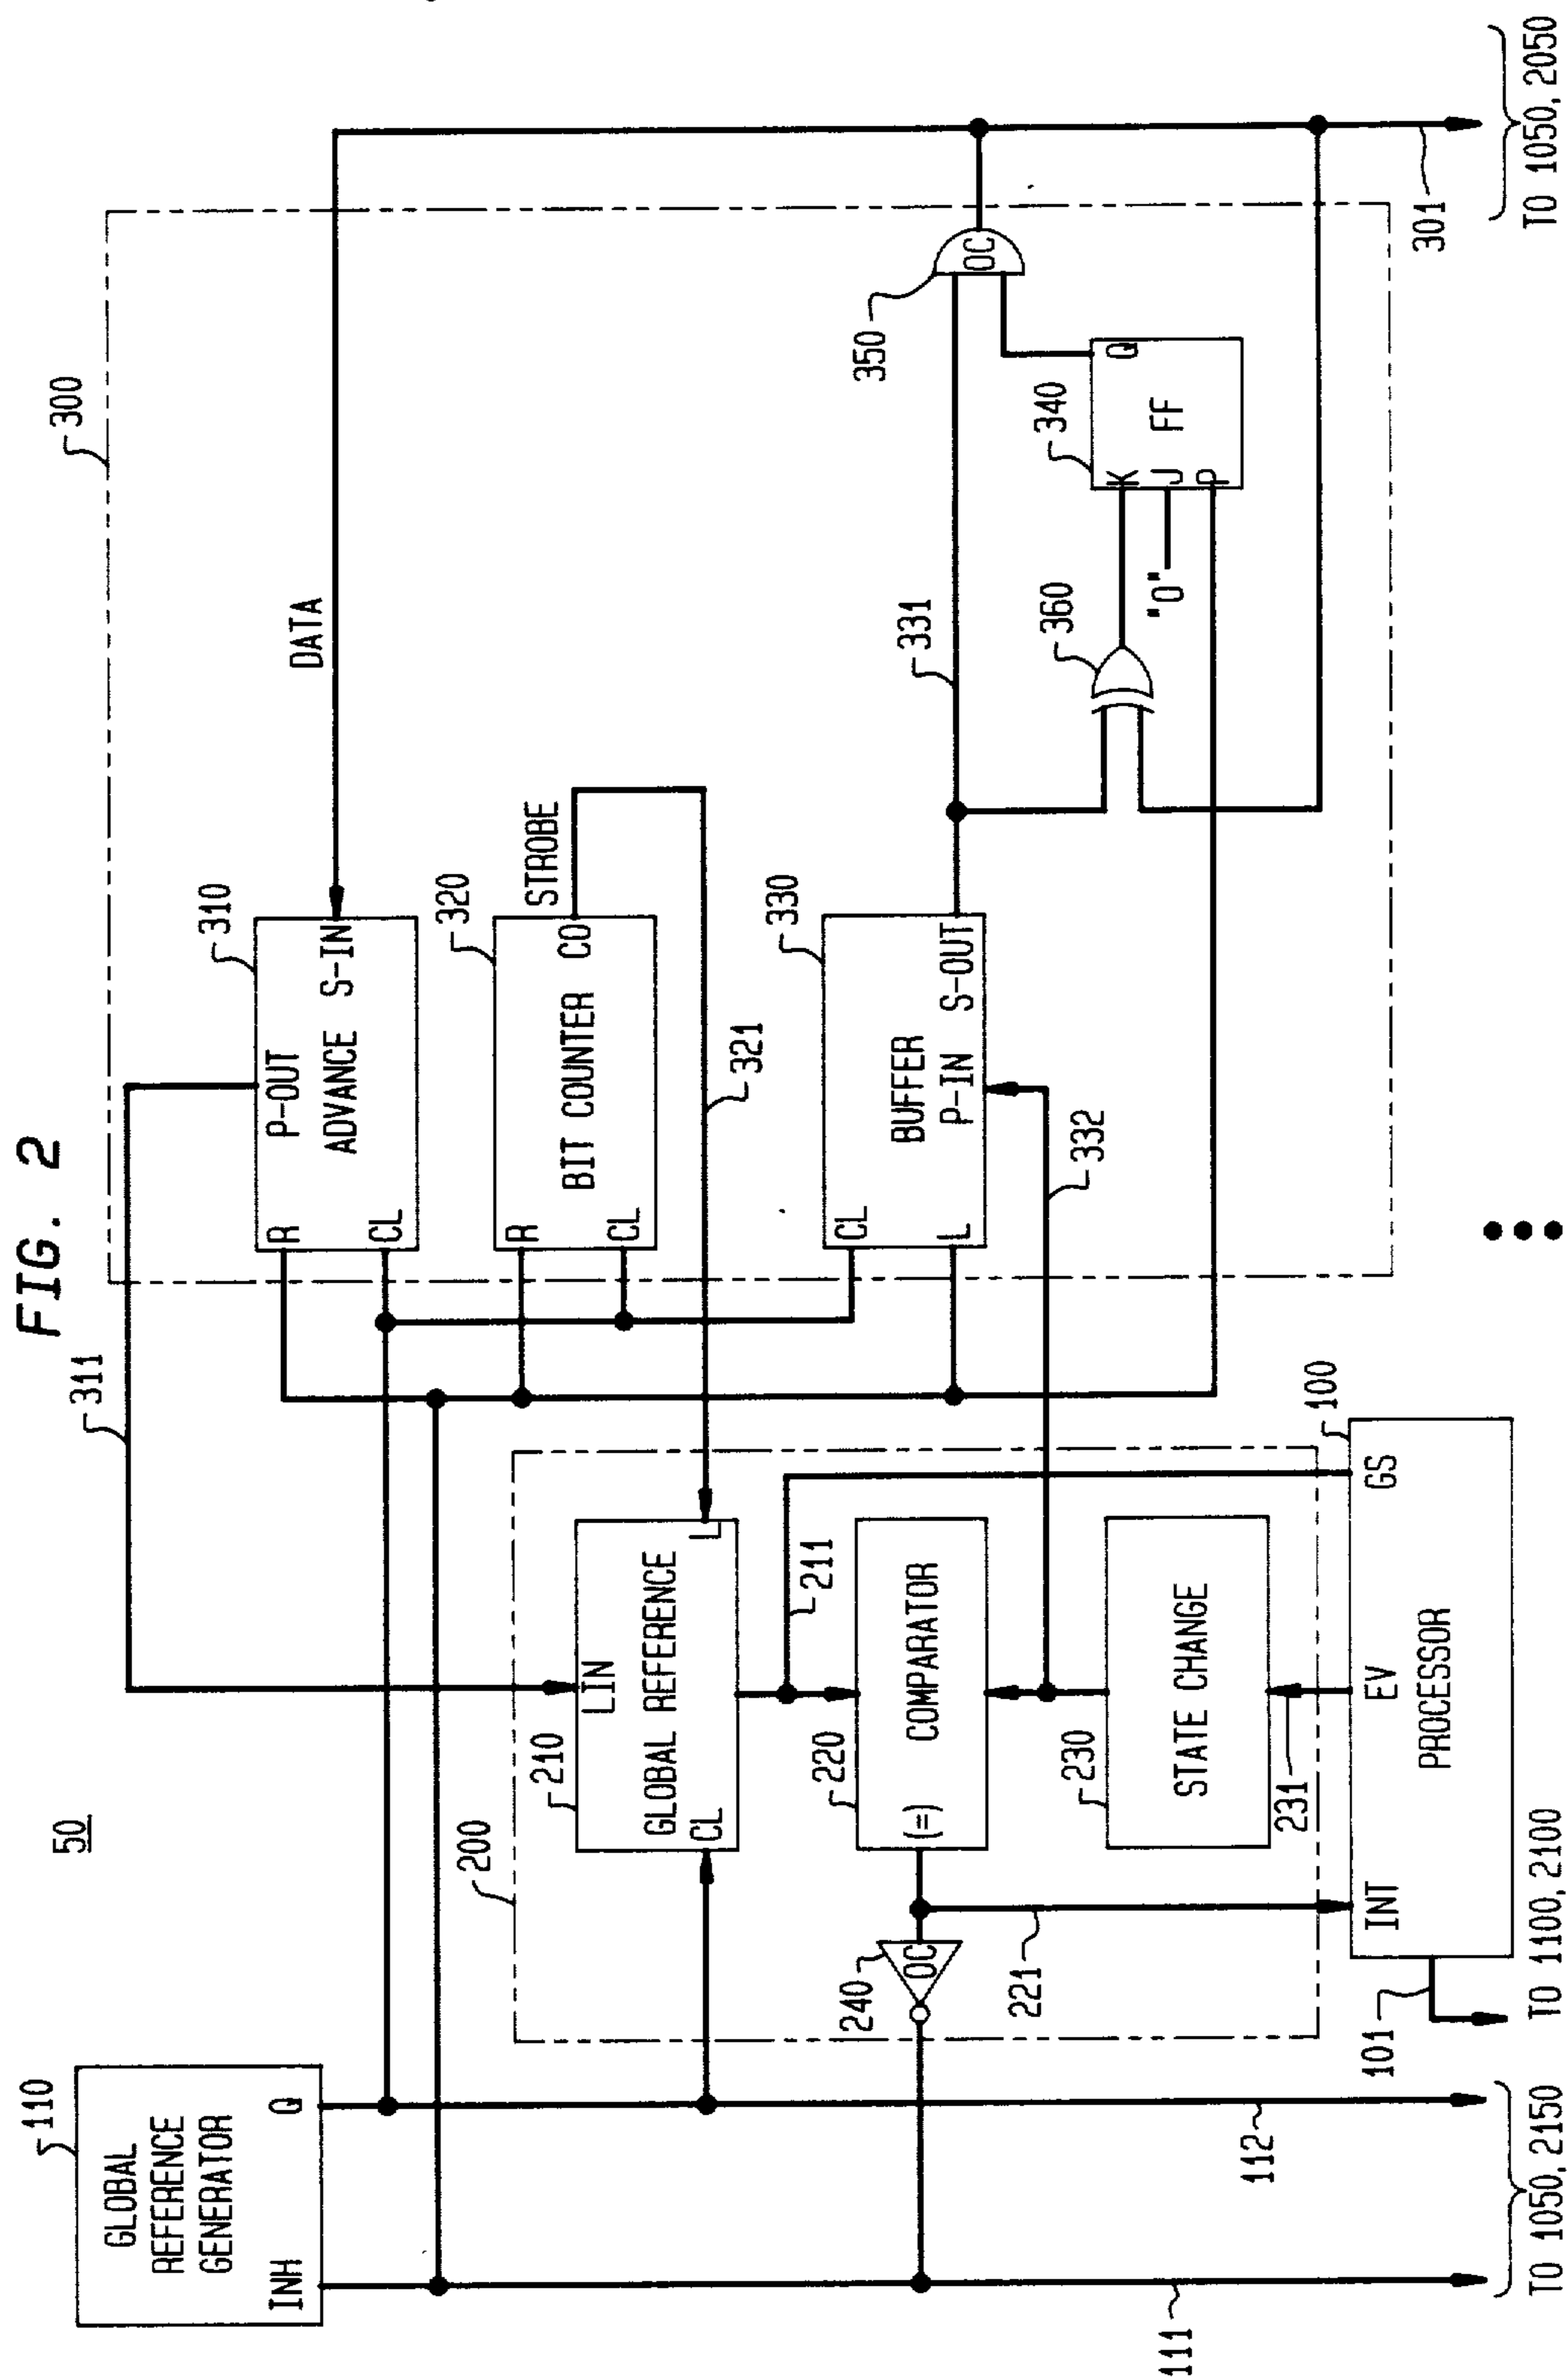 FIG. 2
50
110
GLOBAL
REFERENCE
GENERATOR
INH
Q
111
112
TO 1050, 2150
200
210
LIN
GLOBAL REFERENCE
CL
L
211
220
COMPARATOR
(=)
240
OC
221
230
STATE CHANGE
231
100
INT
EV
GS
PROCESSOR
101
TO 1100, 2100
300
311
310
P-OUT
R
ADVANCE
S-IN
CL
DATA
320
R
BIT COUNTER
CO
CL
STROBE
321
330
CL
BUFFER
L
P-IN
S-OUT
332
331
340
K
J
P
Q
FF
"0"
350
OC
360
301
TO 1050, 2050